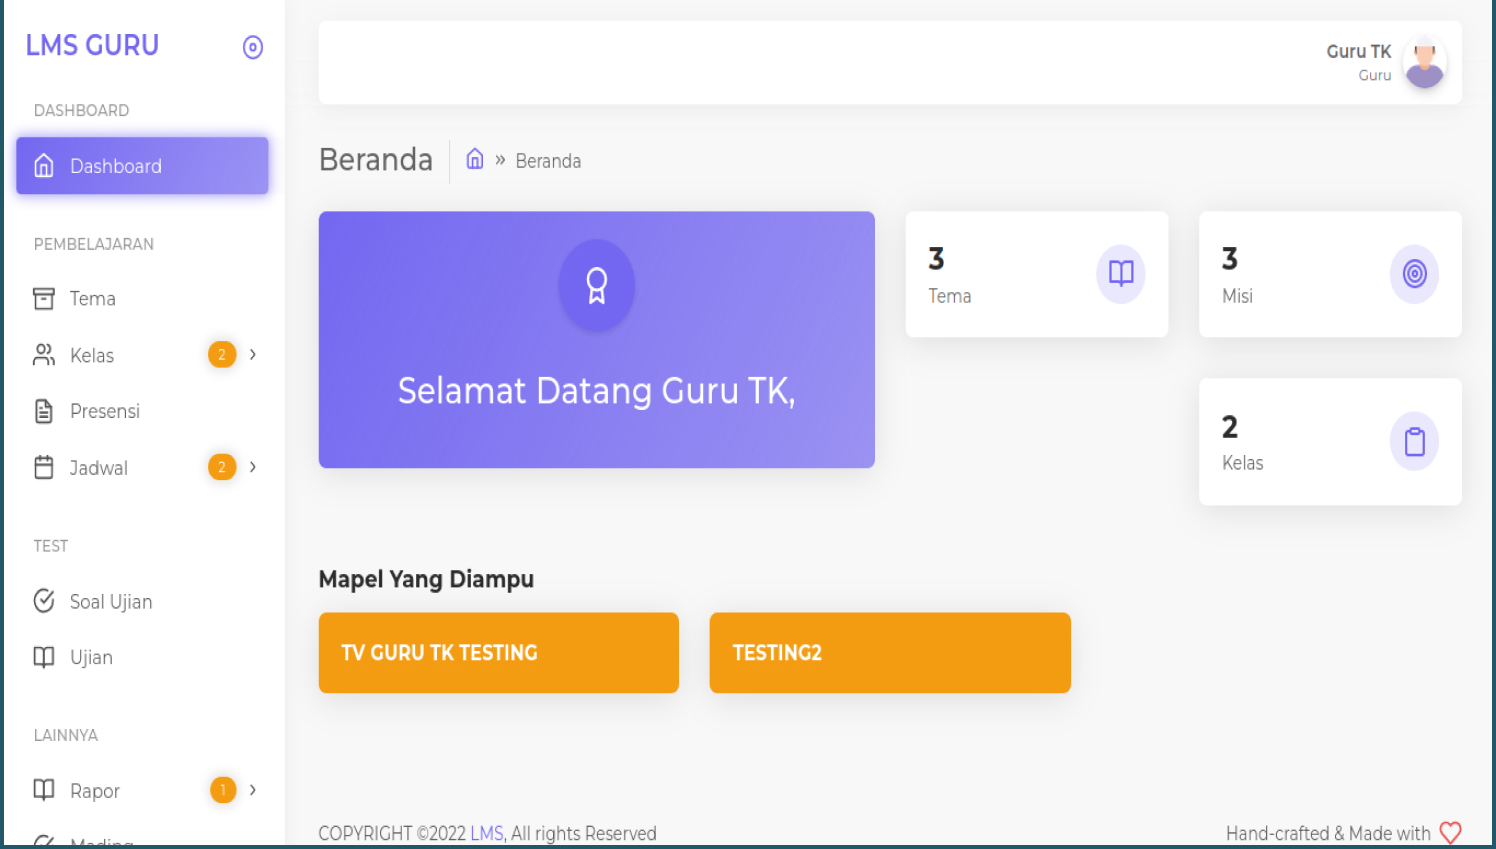 LMS GURU
DASHBOARD
Dashboard
PEMBELAJARAN
Tema
Kelas 2
Presensi
Jadwal 2
TEST
Soal Ujian
Ujian
LAINNYA
Rapor 1
Mading
Guru TK
Guru
Beranda » Beranda
Selamat Datang Guru TK,
3
Tema
3
Misi
2
Kelas
Mapel Yang Diampu
TV GURU TK TESTING
TESTING2
COPYRIGHT ©2022 LMS, All rights Reserved
Hand-crafted & Made with